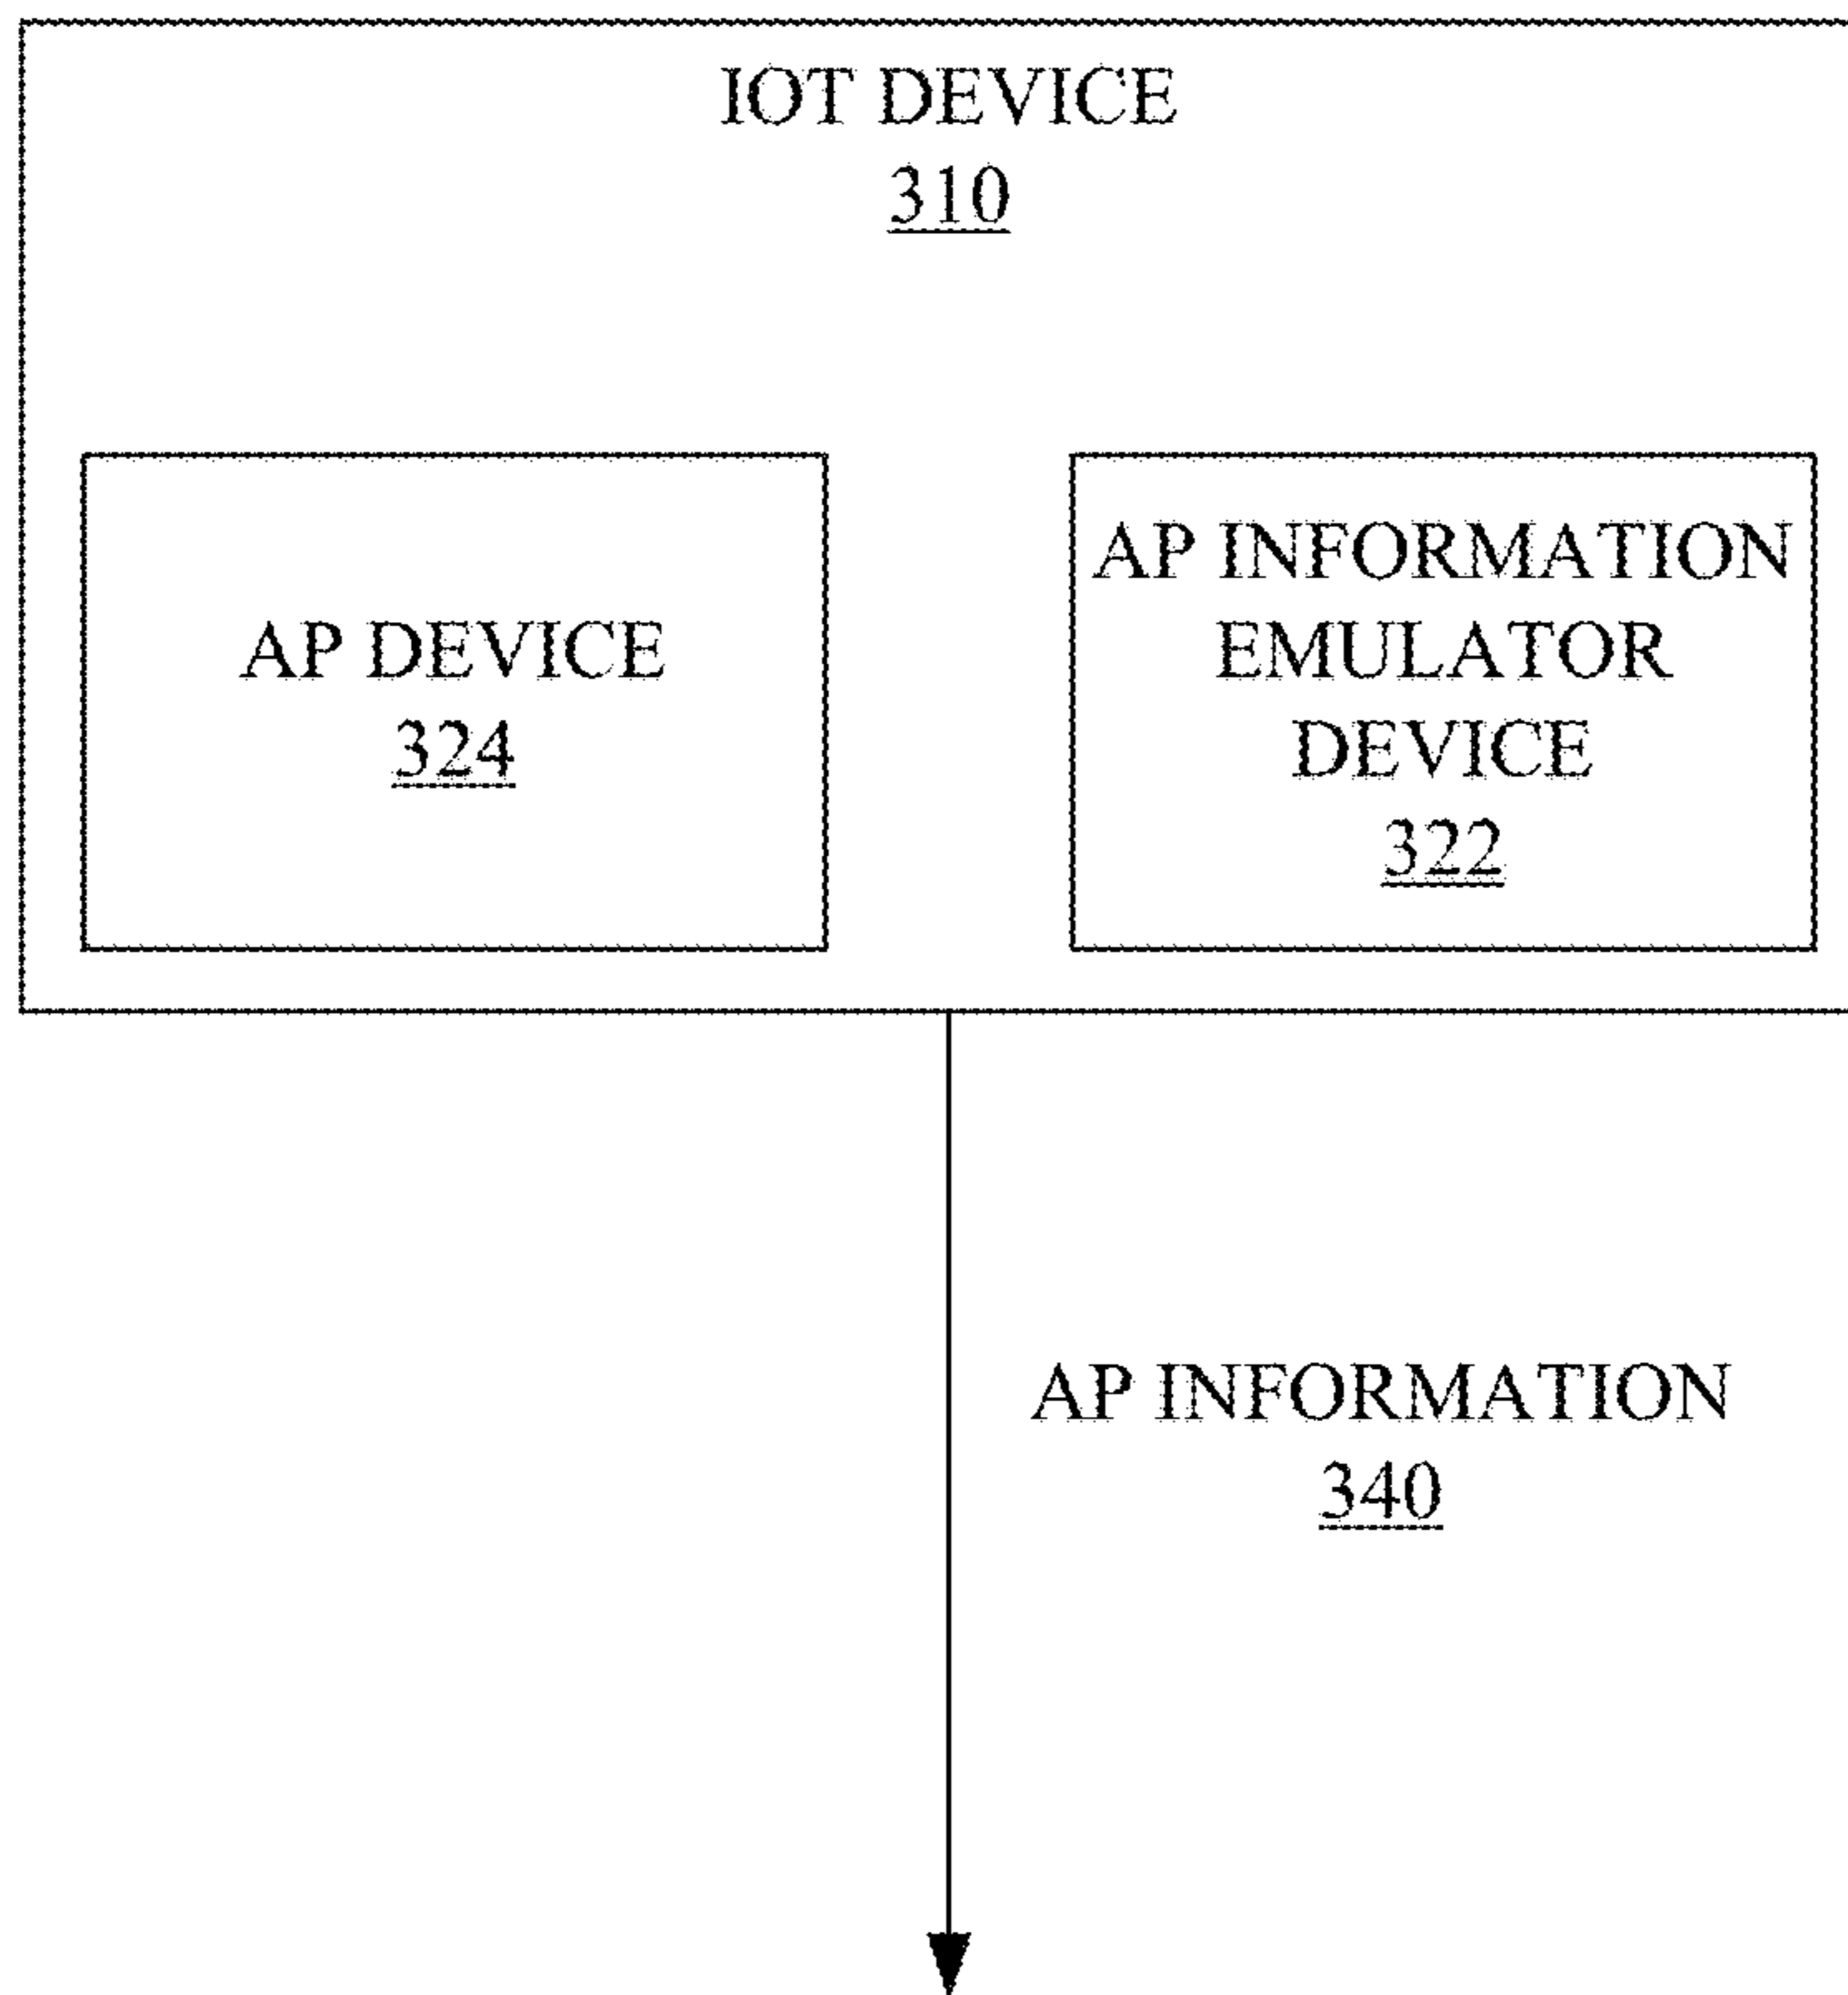 IOT DEVICE
310
AP DEVICE
324
AP INFORMATION
EMULATOR
DEVICE
322
AP INFORMATION
340